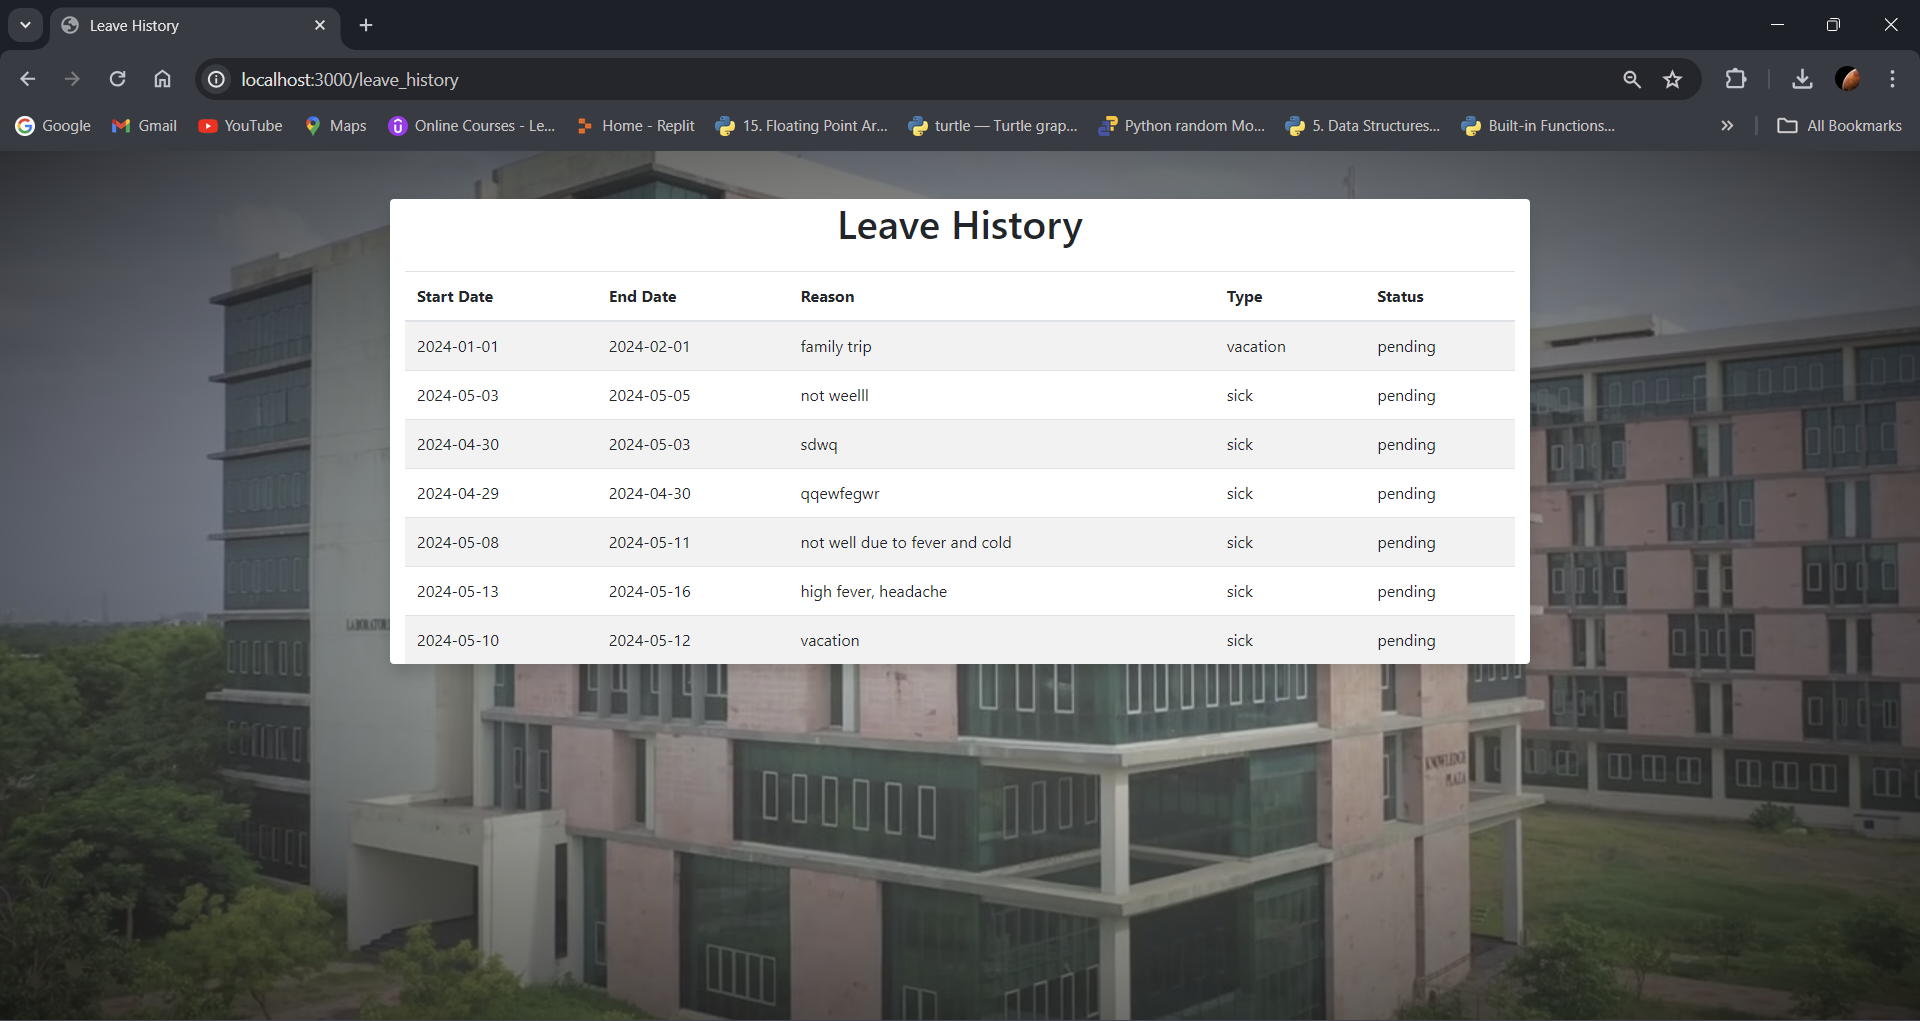 Leave History
localhost:3000/leave_history
Google Gmail YouTube Maps Online Courses - Le... Home - Replit 15. Floating Point Ar... turtle — Turtle grap... Python random Mo... 5. Data Structures... Built-in Functions... All Bookmarks
Leave History
Start Date End Date Reason Type Status
2024-01-01 2024-02-01 family trip vacation pending
2024-05-03 2024-05-05 not weelll sick pending
2024-04-30 2024-05-03 sdwq sick pending
2024-04-29 2024-04-30 qqewfegwr sick pending
2024-05-08 2024-05-11 not well due to fever and cold sick pending
2024-05-13 2024-05-16 high fever, headache sick pending
2024-05-10 2024-05-12 vacation sick pending
KNOWLEDGE
PLAZA